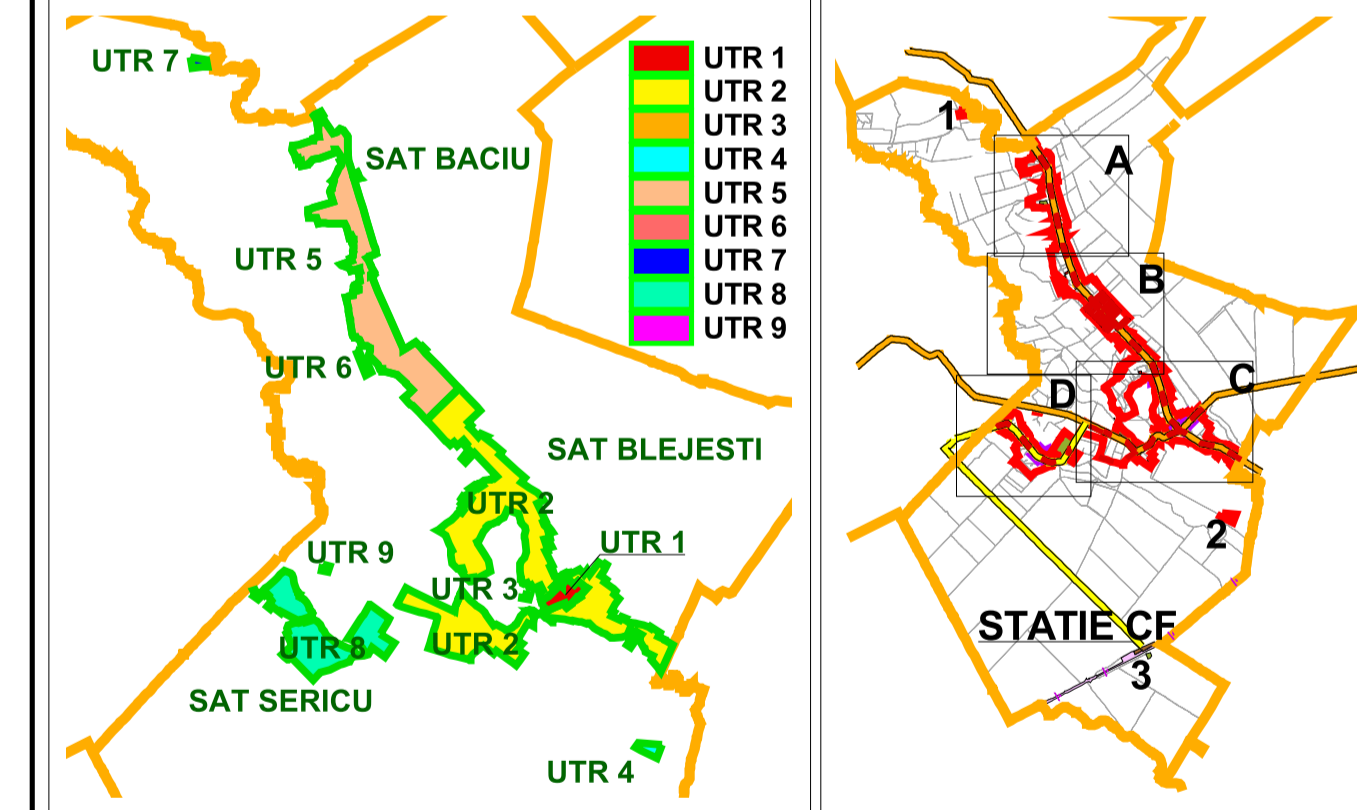 UTR 7
UTR 1
UTR 2
UTR 3
UTR 4
UTR 5
UTR 6
UTR 7
UTR 8
UTR 9
SAT BACIU
UTR 5
UTR 6
SAT BLEJESTI
UTR 2
UTR 1
UTR 9
UTR 3
UTR 2
UTR 8
SAT SERICU
UTR 4
1
A
B
C
D
2
STATIE CF
3